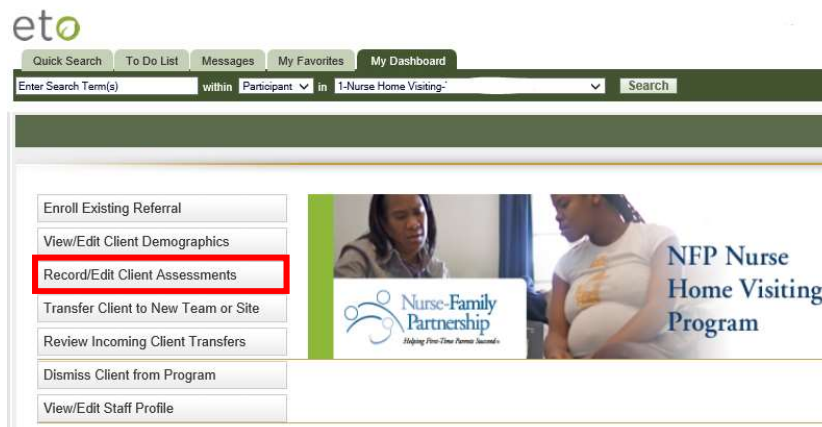 eto
Quick Search To Do List Messages My Favorites My Dashboard
Enter Search Term(s) within Participant in 1-Nurse Home Visiting- Search
Enroll Existing Referral
View/Edit Client Demographics
Record/Edit Client Assessments
Transfer Client to New Team or Site
Review Incoming Client Transfers
Dismiss Client from Program
View/Edit Staff Profile
Nurse-Family
Partnership
Helping First-Time Parents Succeed
NFP Nurse
Home Visiting
Program